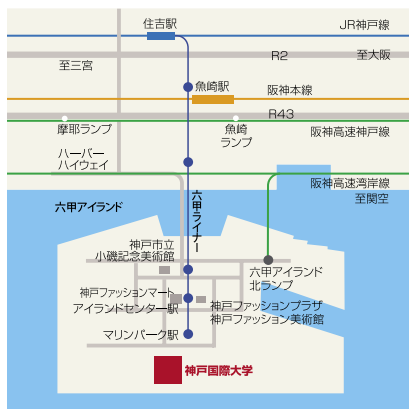 住吉駅
JR神戸線
R2
至大阪
至三宮
魚崎駅
阪神本線
R43
摩耶ランプ
魚崎
ランプ
阪神高速神戸線
ハーバー
ハイウェイ
阪神高速湾岸線
至関空
六甲アイランド
六甲ライナー
神戸市立
小磯記念美術館
六甲アイランド
北ランプ
神戸ファッションマート
アイランドセンター駅
神戸ファッションプラザ
神戸ファッション美術館
マリンパーク駅
神戸国際大学